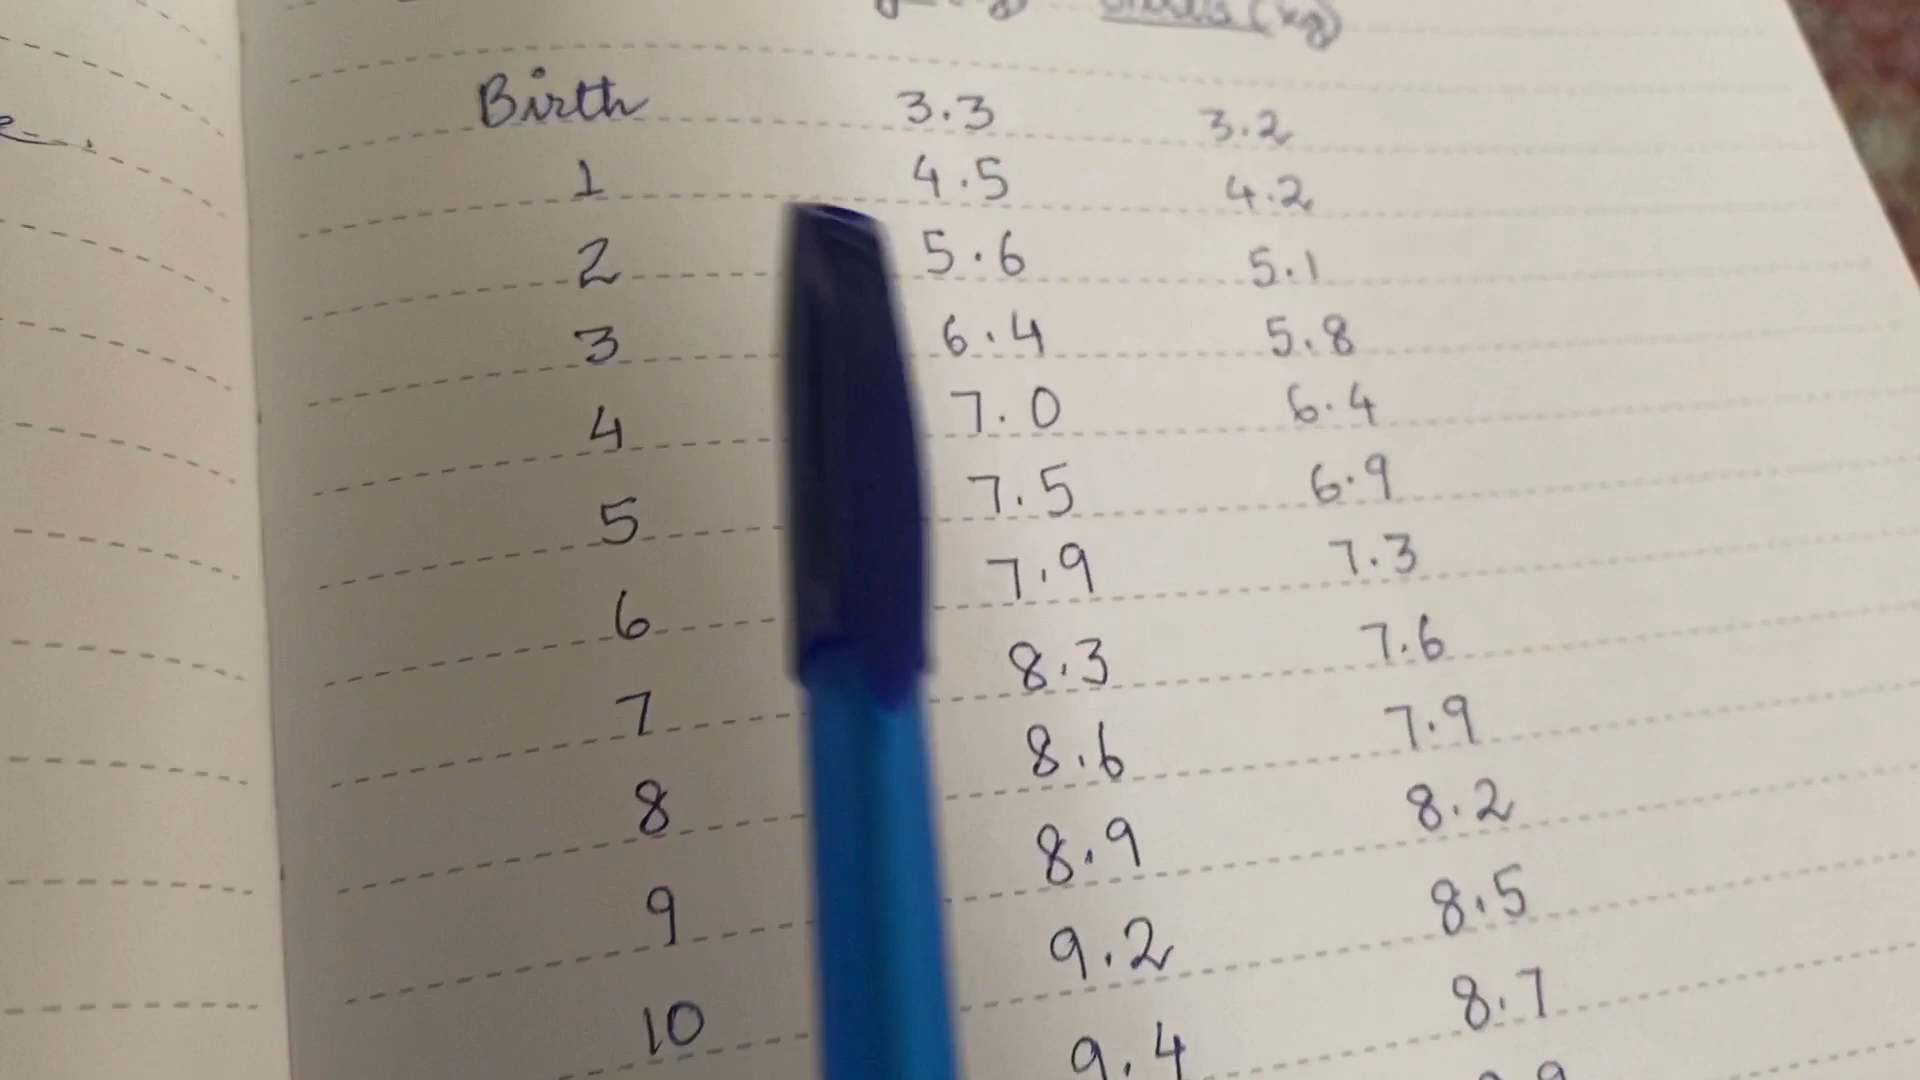 (kg)
Birth 3.3 3.2
1 4.5 4.2
2 5.6 5.1
3 6.4 5.8
4 7.0 6.4
5 7.5 6.9
6 7.9 7.3
7 8.3 7.6
8 8.6 7.9
9 8.9 8.2
10 9.2 8.5
9.4 8.7